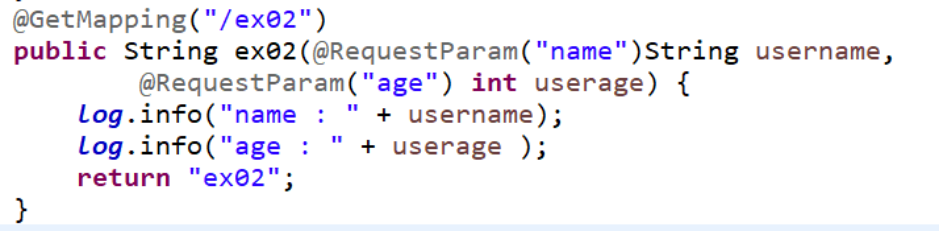 @GetMapping("/ex02")
public String ex02(@RequestParam("name")String username,
@RequestParam("age") int userage) {
log.info("name : " + username);
log.info("age : " + userage );
return "ex02";
}